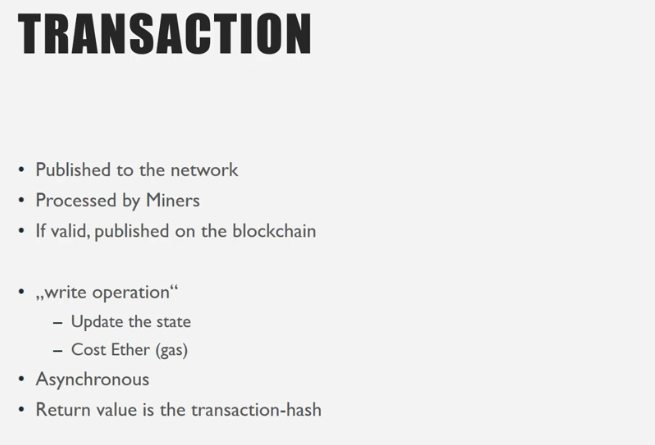 TRANSACTION
• Published to the network
• Processed by Miners
• If valid, published on the blockchain
• „write operation“
– Update the state
– Cost Ether (gas)
• Asynchronous
• Return value is the transaction-hash